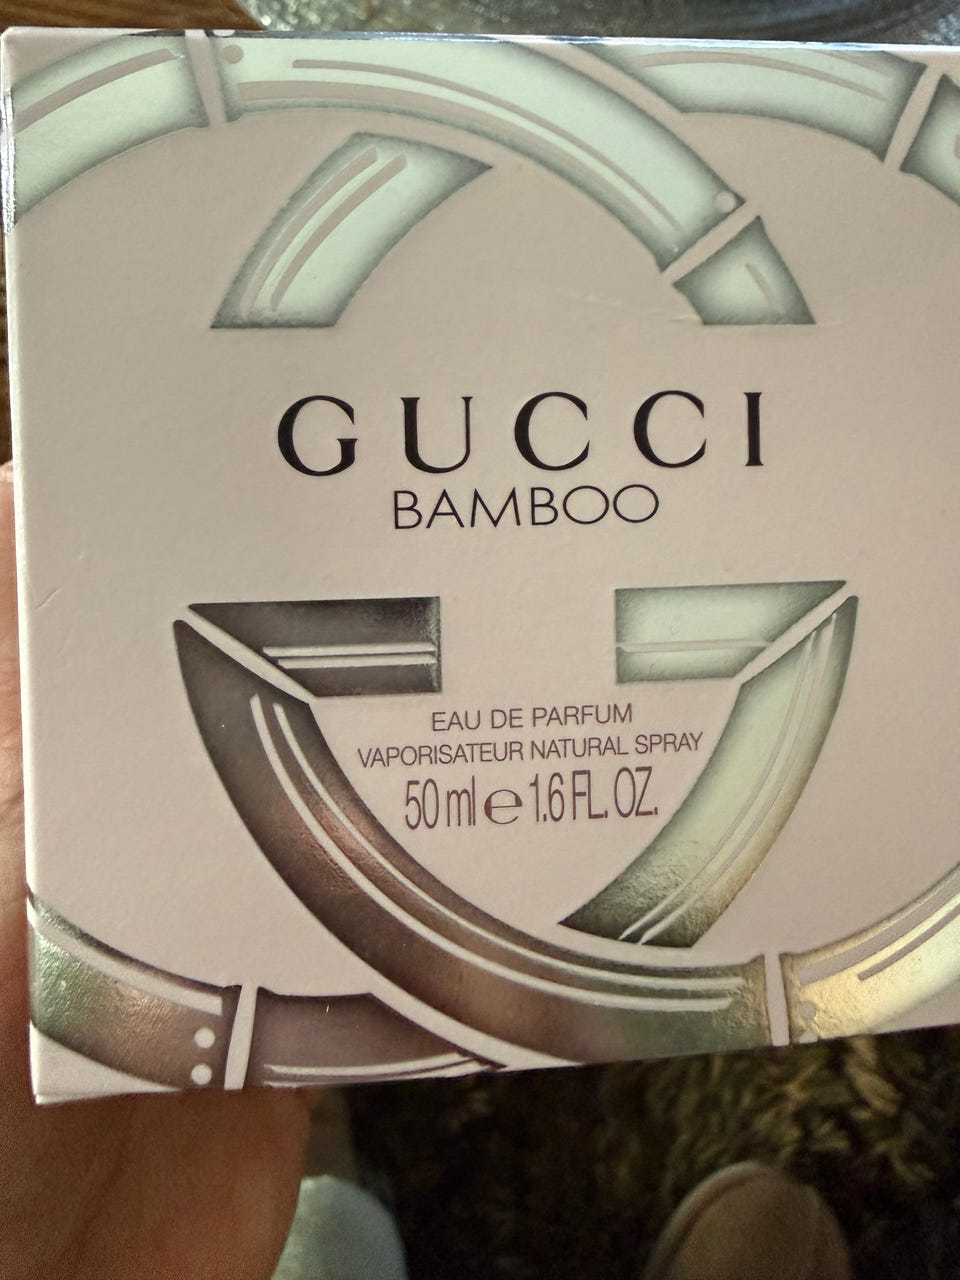 GUCCI
BAMBOO
EAU DE PARFUM
VAPORISATEUR NATURAL SPRAY
50 ml ℮ 1.6 FL. OZ.